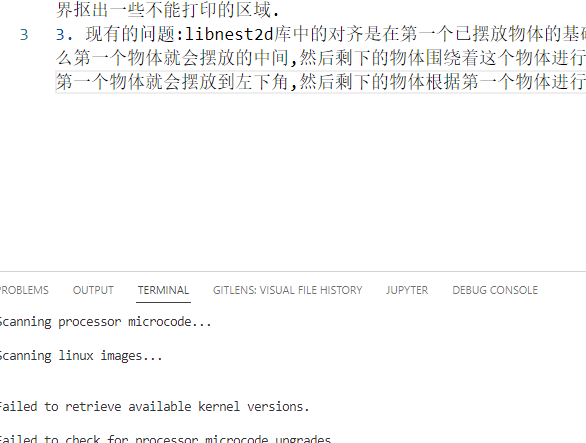 界抠出一些不能打印的区域.
3 3. 现有的问题:libnest2d库中的对齐是在第一个已摆放物体的基
么第一个物体就会摆放的中间,然后剩下的物体围绕着这个物体进行
第一个物体就会摆放到左下角,然后剩下的物体根据第一个物体进行
PROBLEMS OUTPUT TERMINAL GITLENS: VISUAL FILE HISTORY JUPYTER DEBUG CONSOLE
Scanning processor microcode...
Scanning linux images...
Failed to retrieve available kernel versions.
Failed to check for processor microcode upgrades